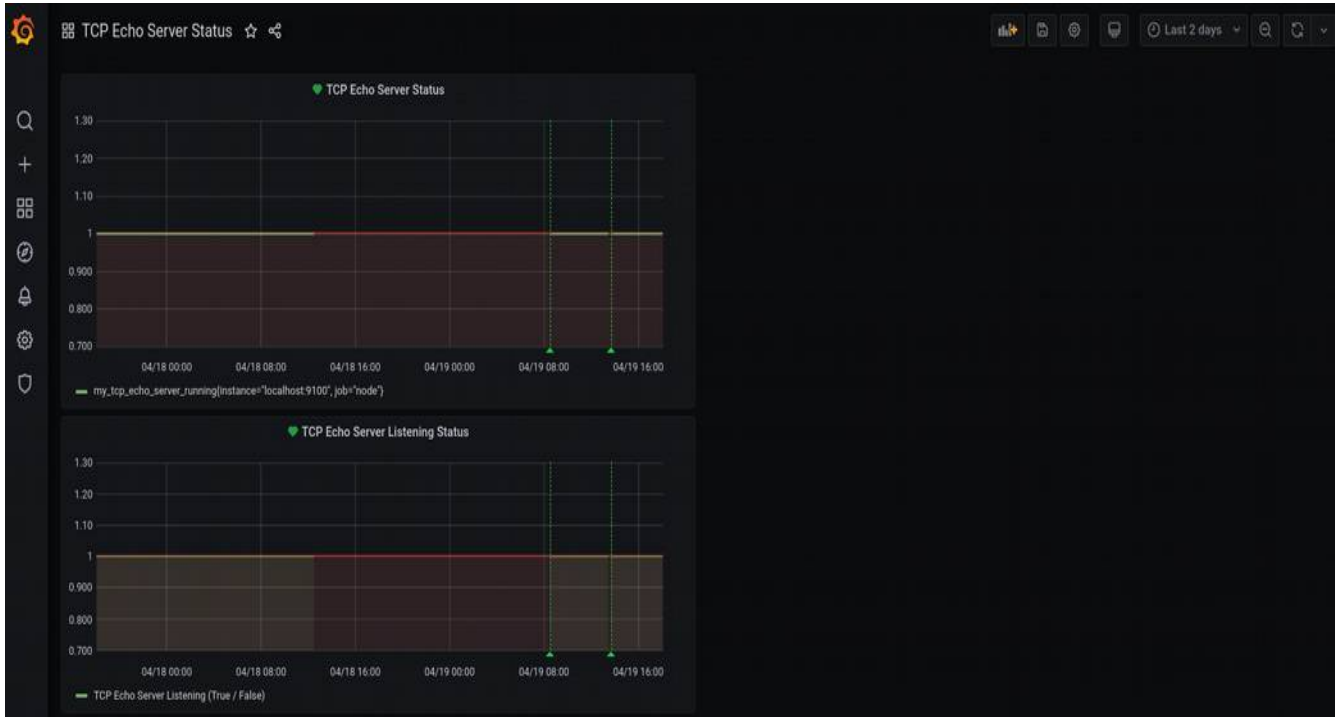 TCP Echo Server Status
Last 2 days
TCP Echo Server Status
1.30
1.20
1.10
1
0.900
0.800
0.700
04/18 00:00 04/18 08:00 04/18 16:00 04/19 00:00 04/19 08:00 04/19 16:00
my_tcp_echo_server_running{instance="localhost:9100", job="node"}
TCP Echo Server Listening Status
1.30
1.20
1.10
1
0.900
0.800
0.700
04/18 00:00 04/18 08:00 04/18 16:00 04/19 00:00 04/19 08:00 04/19 16:00
TCP Echo Server Listening (True / False)